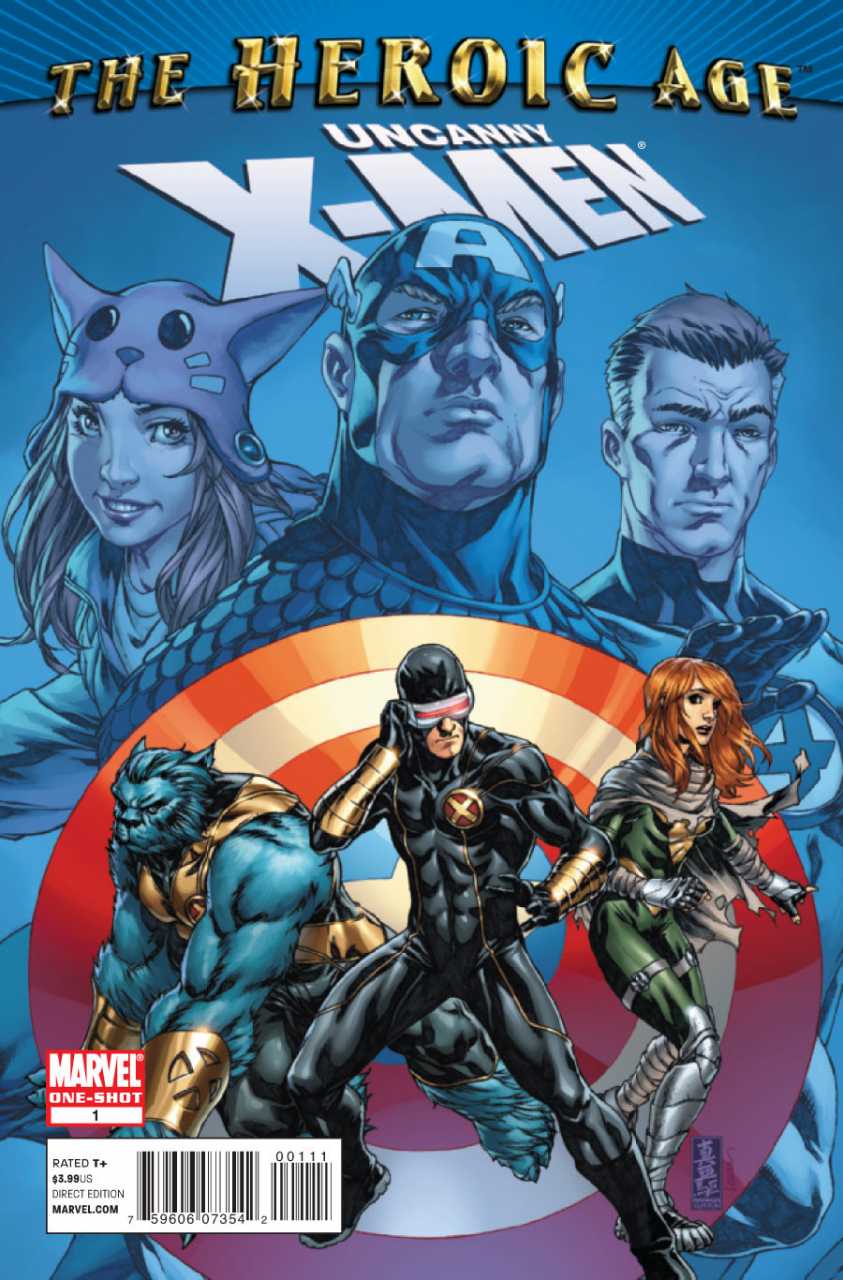 THE HEROIC AGE™
UNCANNY
X-MEN®
A
MARVEL®
ONE-SHOT
1
RATED T+
$3.99US
DIRECT EDITION
MARVEL.COM
00111
7 59606 07354 2